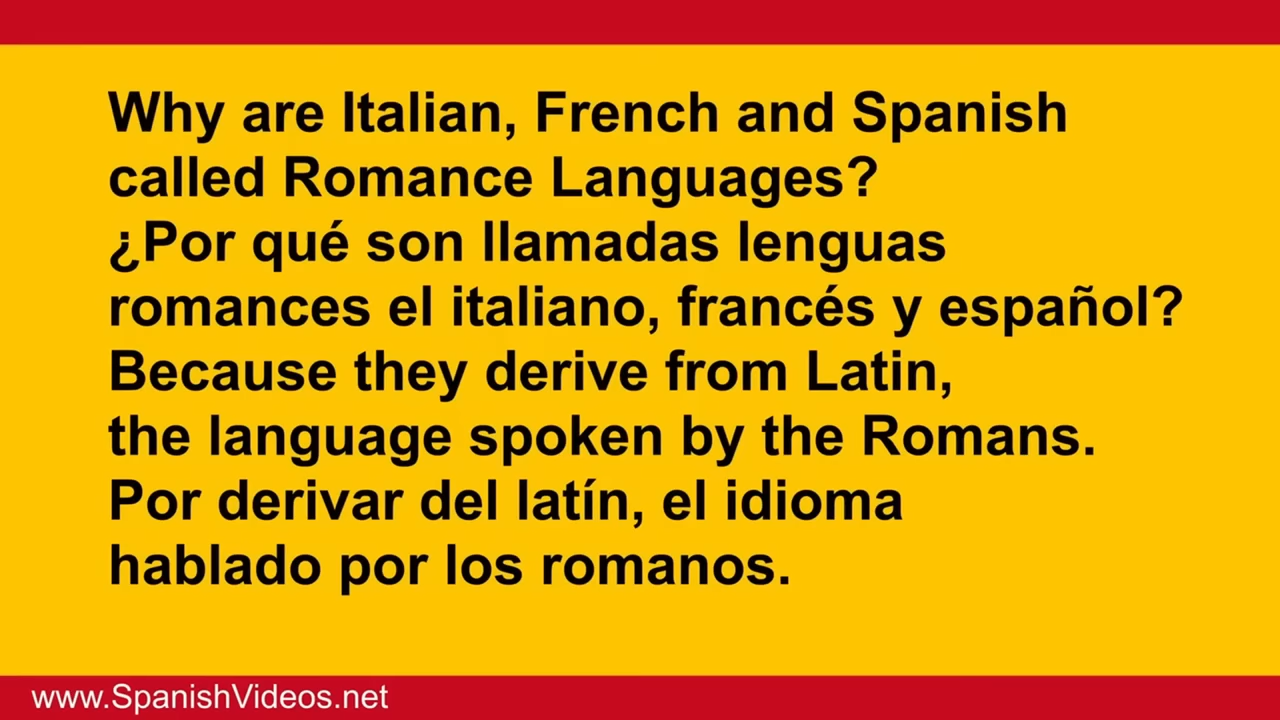 Why are Italian, French and Spanish
called Romance Languages?
¿Por qué son llamadas lenguas
romances el italiano, francés y español?
Because they derive from Latin,
the language spoken by the Romans.
Por derivar del latín, el idioma
hablado por los romanos.
www.SpanishVideos.net